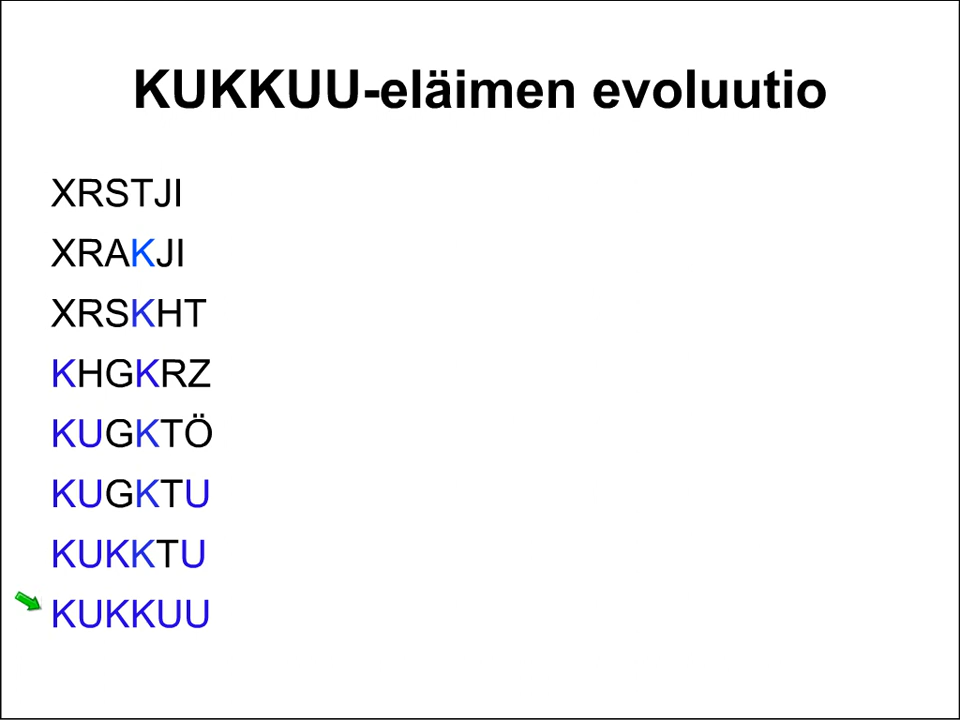 KUKKUU-eläimen evoluutio
XRSTJI
XRAKJI
XRSKHT
KHGKRZ
KUGKTÖ
KUGKTU
KUKKTU
KUKKUU